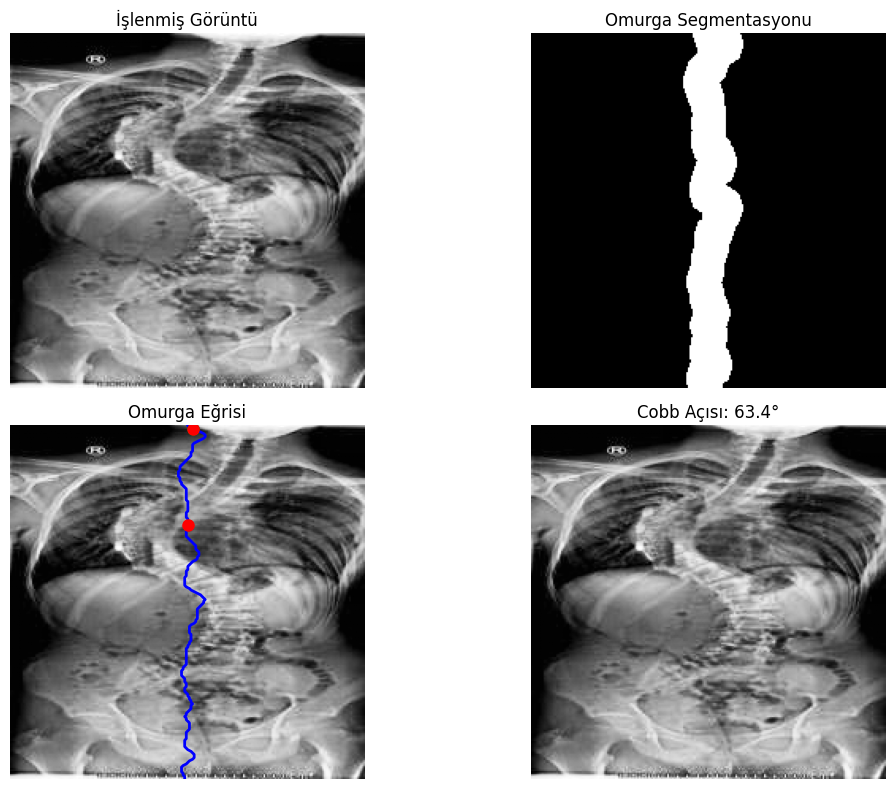 İşlenmiş Görüntü
Omurga Segmentasyonu
R
Omurga Eğrisi
Cobb Açısı: 63.4°
R
R